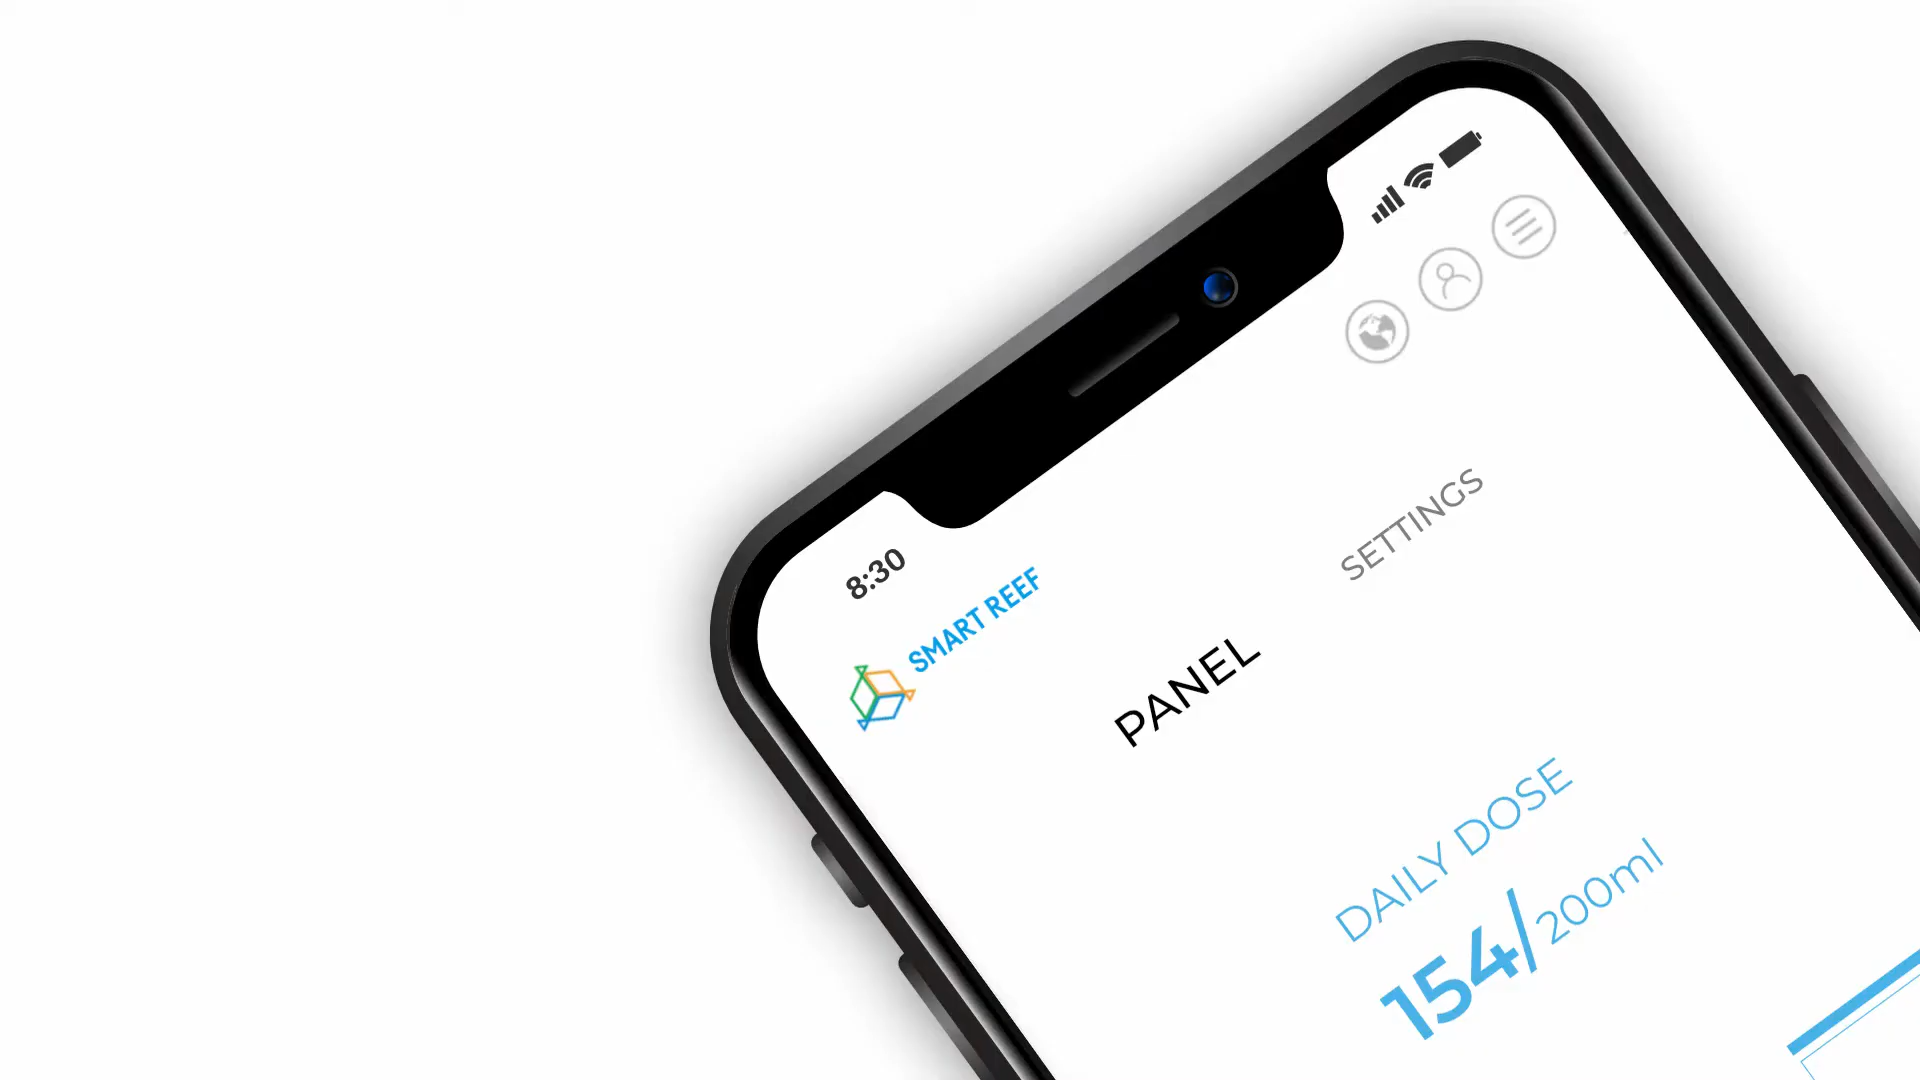 8:30
SMART REEF
PANEL
SETTINGS
DAILY DOSE
154/200ml